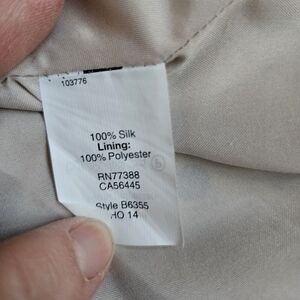 103776
100% Silk
Lining:
100% Polyester
RN77388
CA56445
Style B6355
HO 14